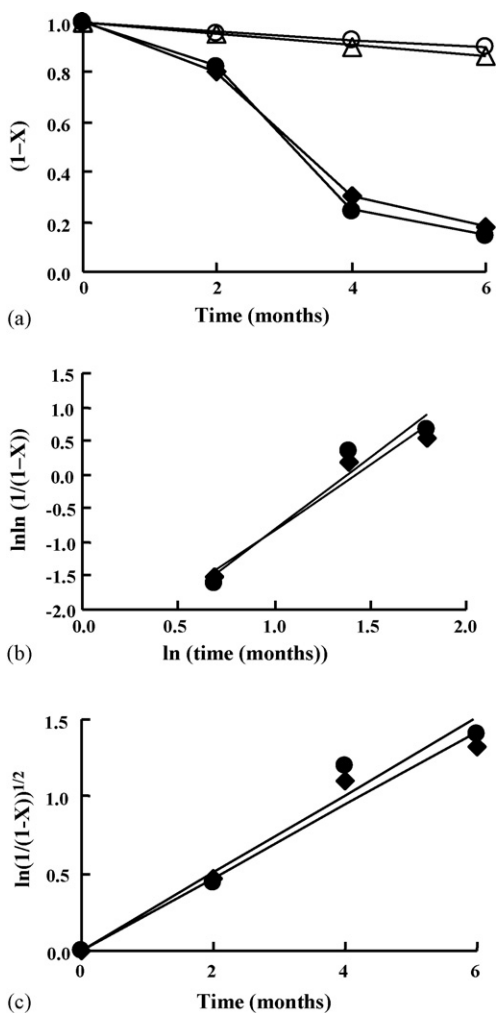 1.0
0.8
0.6
0.4
0.2
0.0
(1−X)
0 2 4 6
Time (months)
(a)
1.5
1.0
0.5
0.0
-0.5
-1.0
-1.5
-2.0
lnln (1/(1−X))
0.0 0.5 1.0 1.5 2.0
ln (time (months))
(b)
1.5
1.0
0.5
0.0
ln(1/(1-X))1/2
0 2 4 6
Time (months)
(c)